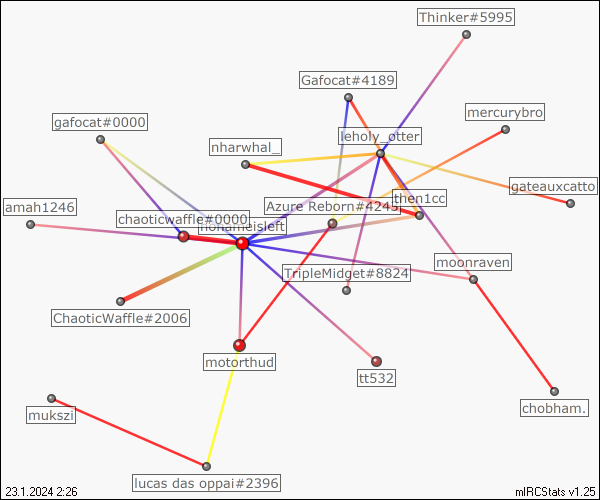 Thinker#5995
Gafocat#4189
mercurybro
gafocat#0000
leholy_otter
nharwhal_
gateauxcatto
then1cc
Azure Reborn#4245
amah1246
chaoticwaffle#0000
nonameisleft
moonraven
TripleMidget#8824
ChaoticWaffle#2006
motorthud
tt532
mukszi
chobham.
lucas das oppai#2396
23.1.2024 2:26
mIRCStats v1.25